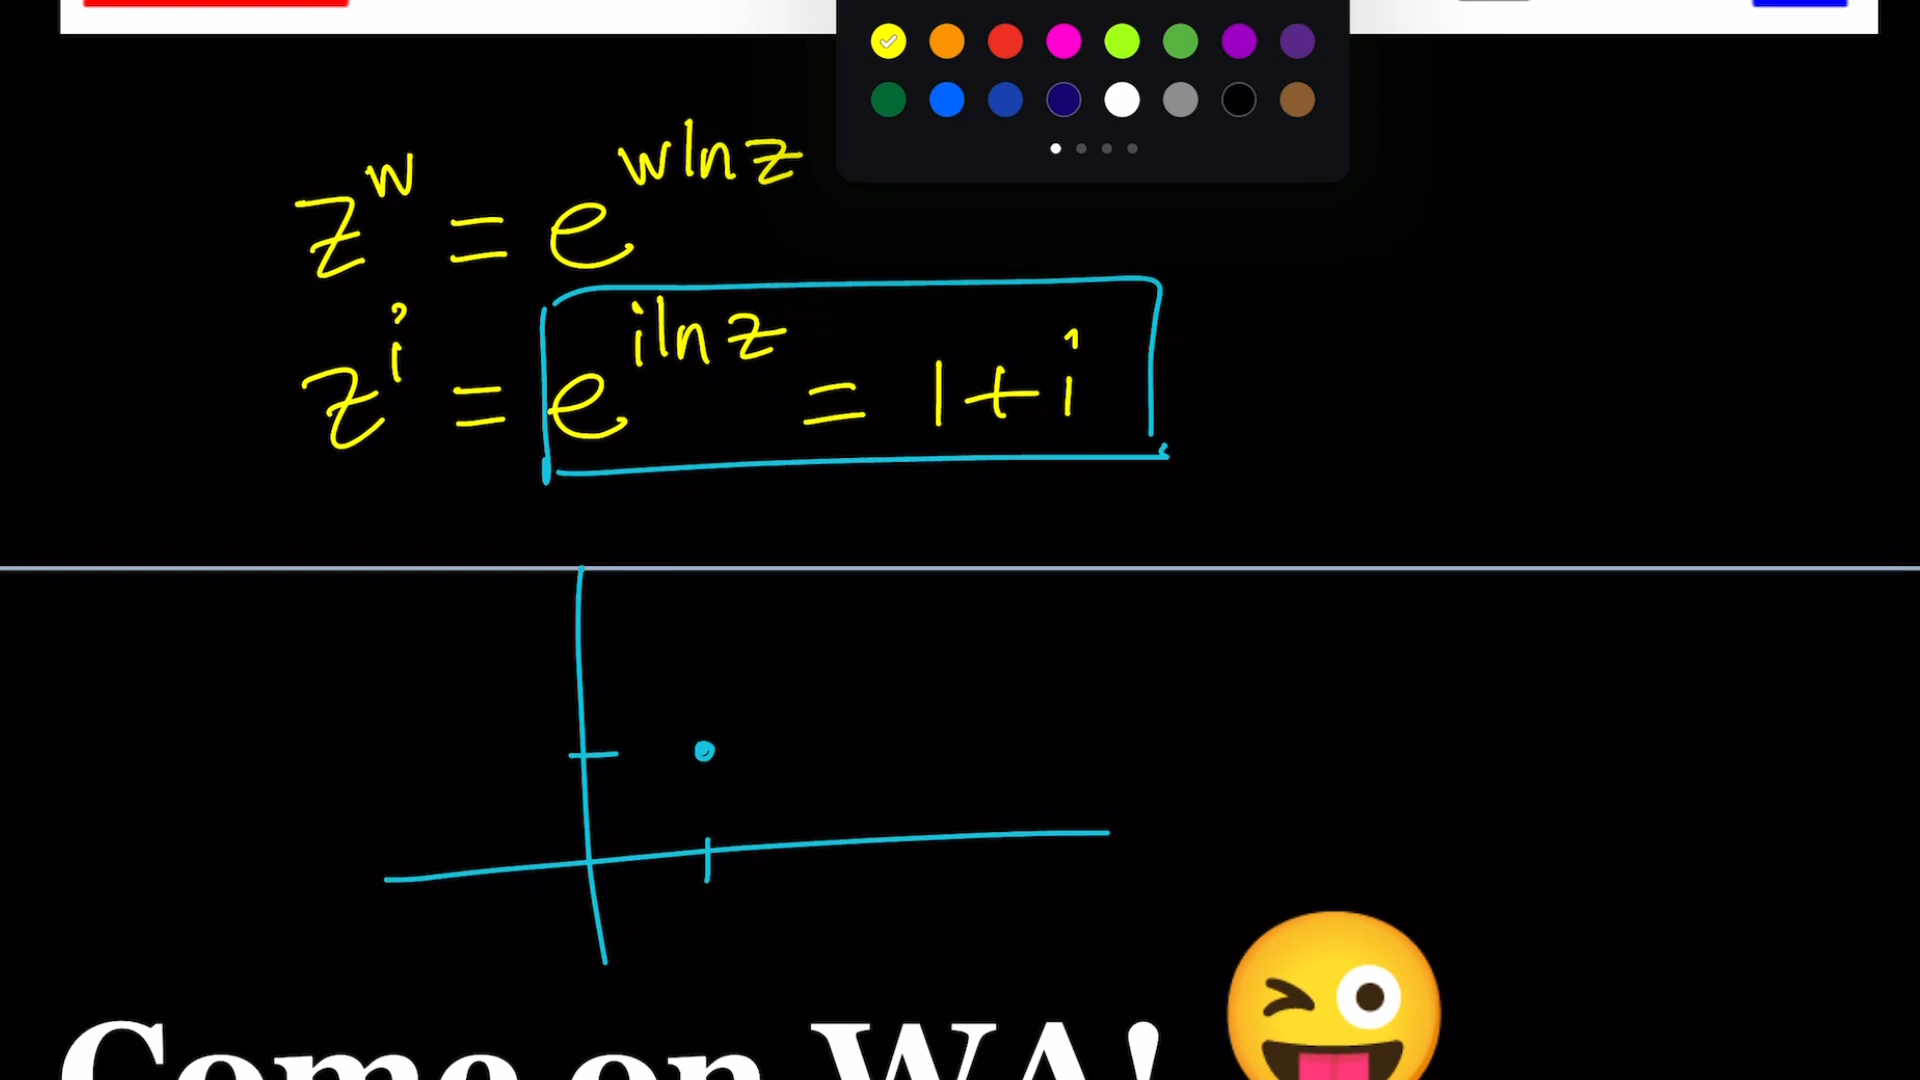 z^w = e^{w ln z}
z^i = e^{i ln z} = 1+i
Come on WA!